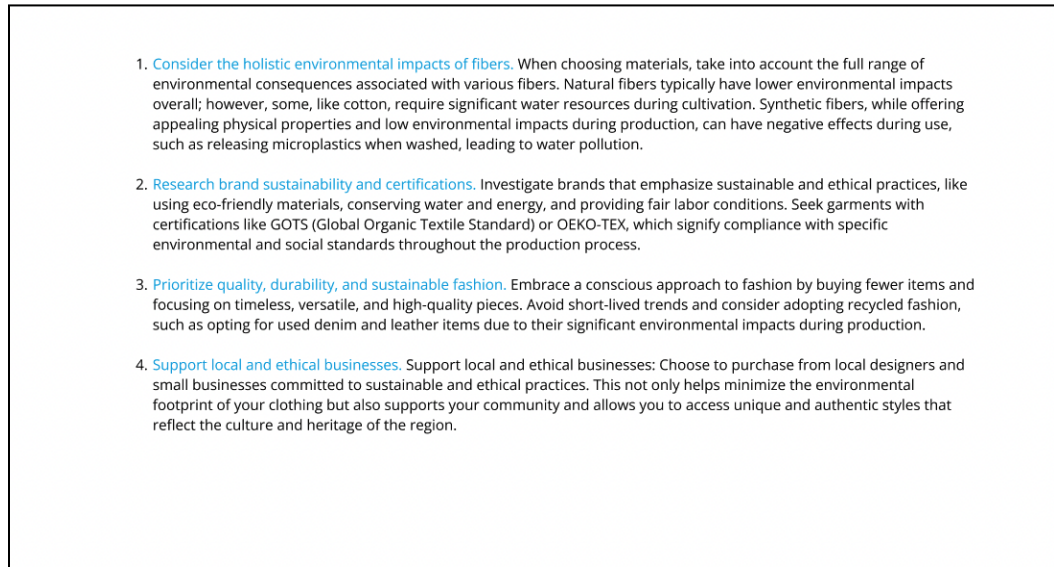 1. Consider the holistic environmental impacts of fibers. When choosing materials, take into account the full range of
environmental consequences associated with various fibers. Natural fibers typically have lower environmental impacts
overall; however, some, like cotton, require significant water resources during cultivation. Synthetic fibers, while offering
appealing physical properties and low environmental impacts during production, can have negative effects during use,
such as releasing microplastics when washed, leading to water pollution.
2. Research brand sustainability and certifications. Investigate brands that emphasize sustainable and ethical practices, like
using eco-friendly materials, conserving water and energy, and providing fair labor conditions. Seek garments with
certifications like GOTS (Global Organic Textile Standard) or OEKO-TEX, which signify compliance with specific
environmental and social standards throughout the production process.
3. Prioritize quality, durability, and sustainable fashion. Embrace a conscious approach to fashion by buying fewer items and
focusing on timeless, versatile, and high-quality pieces. Avoid short-lived trends and consider adopting recycled fashion,
such as opting for used denim and leather items due to their significant environmental impacts during production.
4. Support local and ethical businesses. Support local and ethical businesses: Choose to purchase from local designers and
small businesses committed to sustainable and ethical practices. This not only helps minimize the environmental
footprint of your clothing but also supports your community and allows you to access unique and authentic styles that
reflect the culture and heritage of the region.